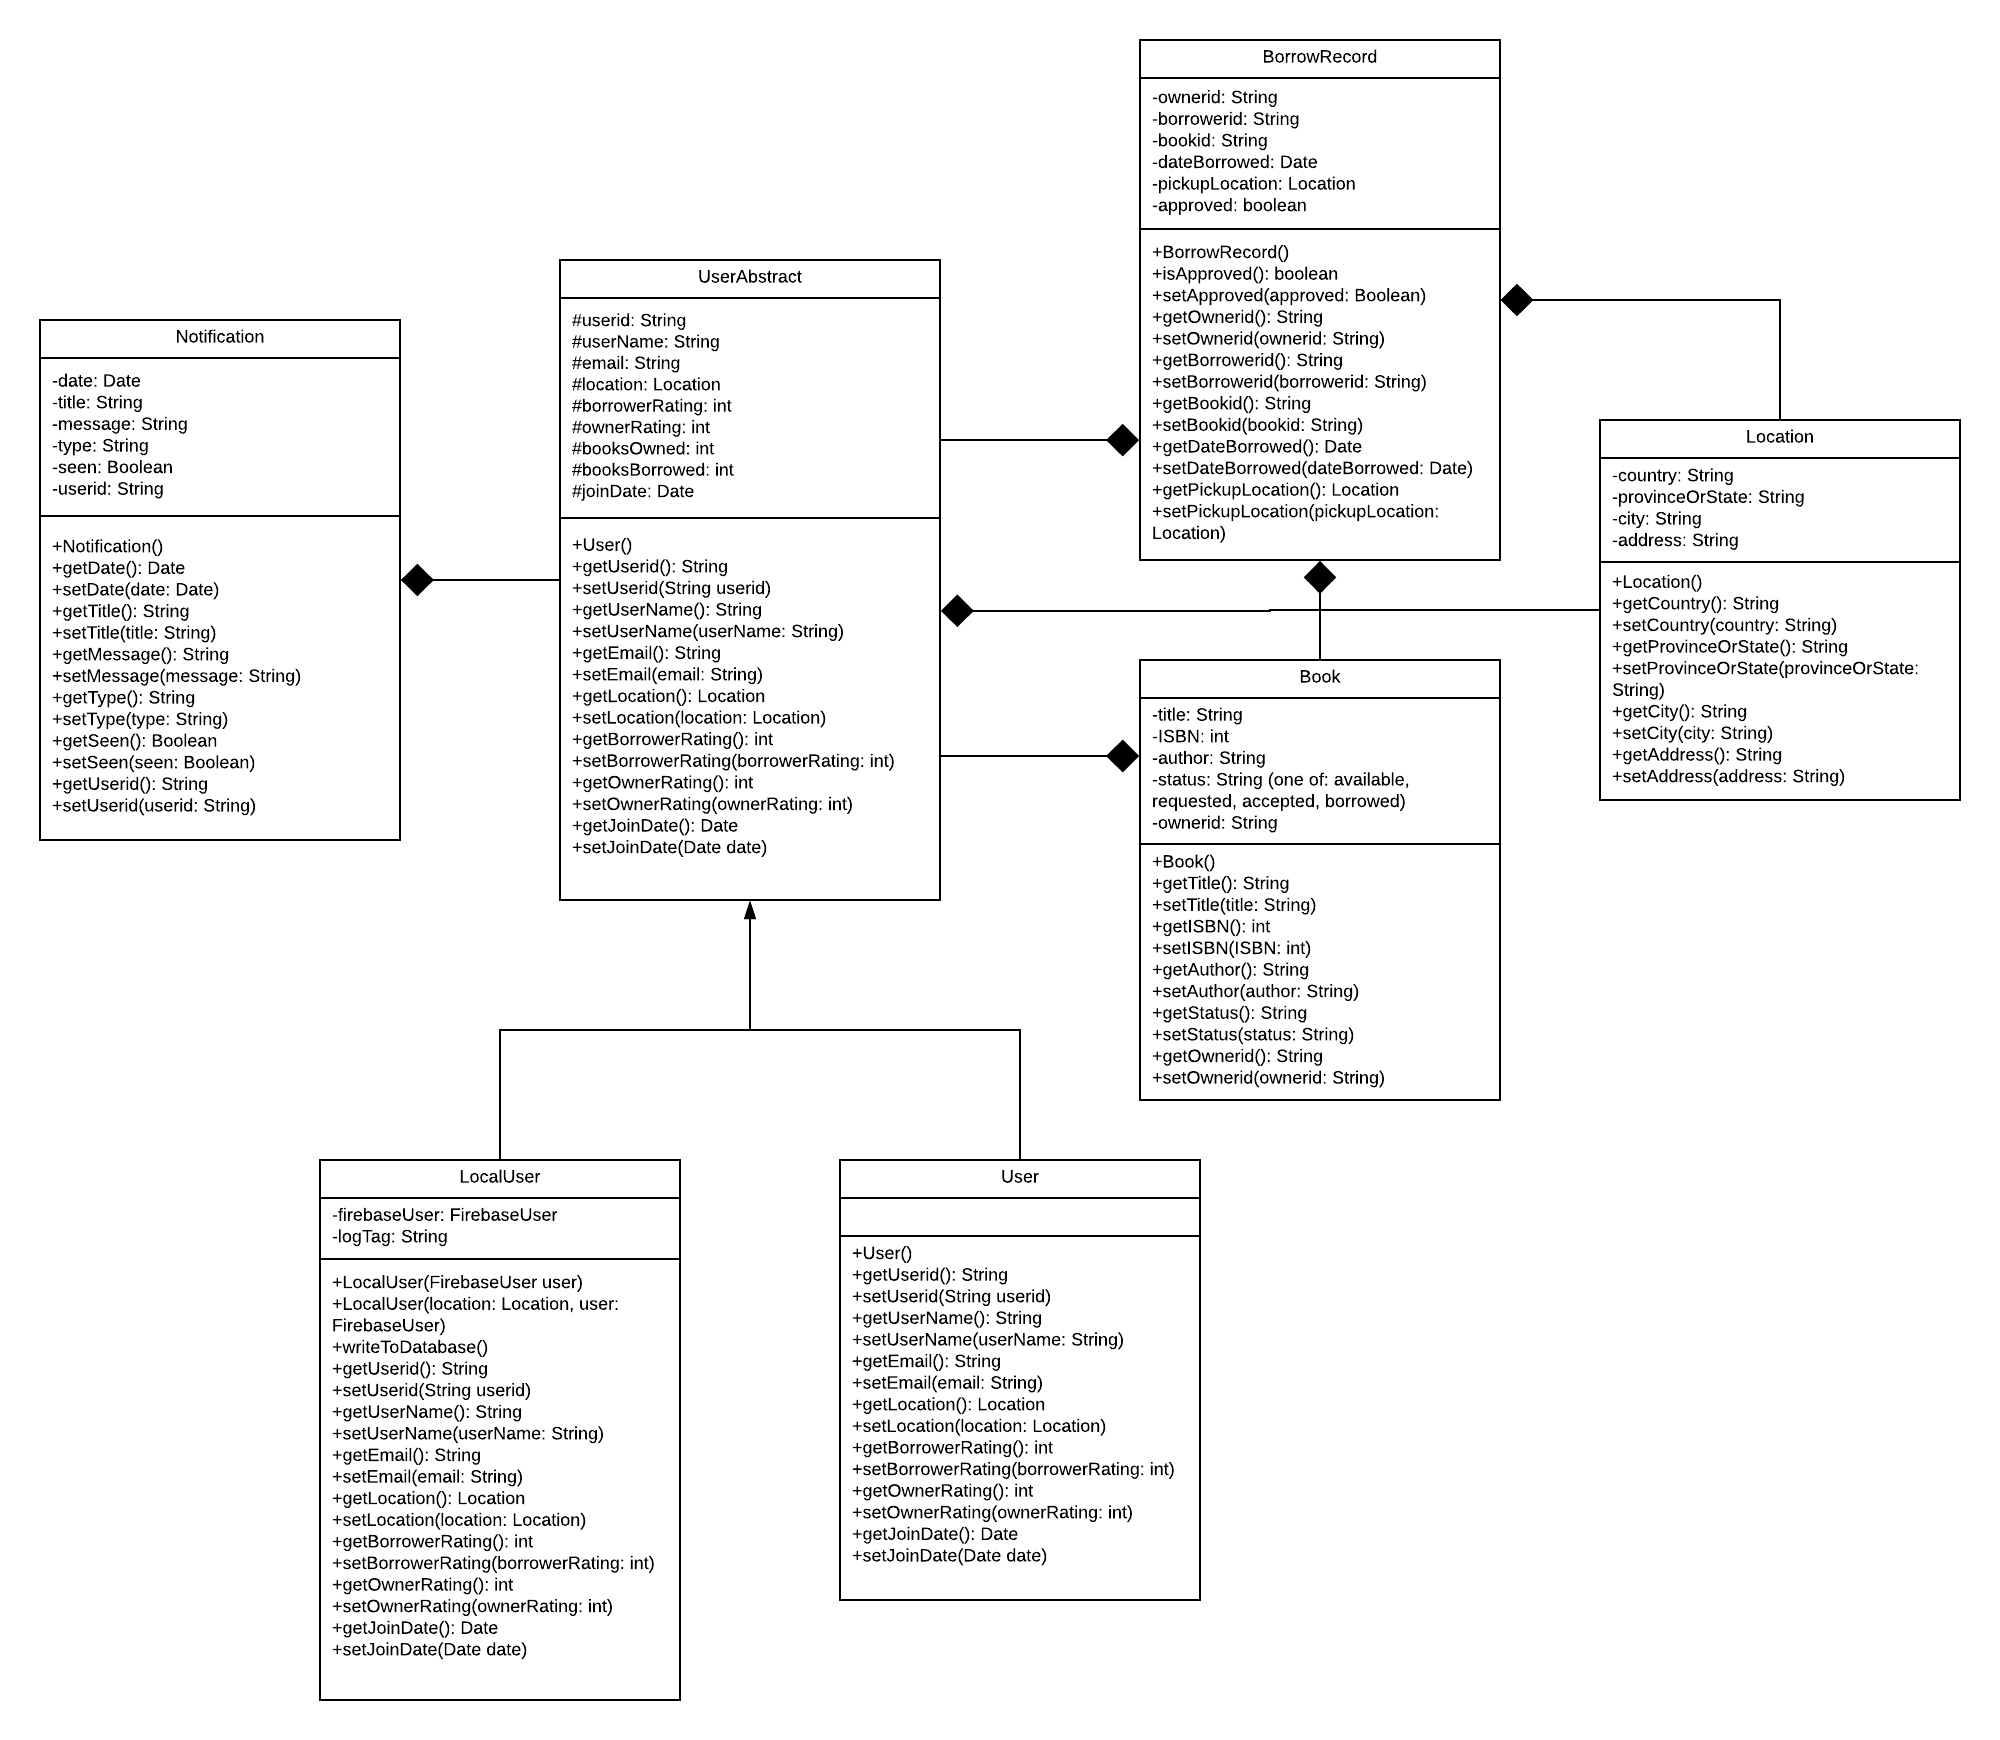 BorrowRecord
-ownerid: String
-borrowerid: String
-bookid: String
-dateBorrowed: Date
-pickupLocation: Location
-approved: boolean
+BorrowRecord()
+isApproved(): boolean
+setApproved(approved: Boolean)
+getOwnerid(): String
+setOwnerid(ownerid: String)
+getBorrowerid(): String
+setBorrowerid(borrowerid: String)
+getBookid(): String
+setBookid(bookid: String)
+getDateBorrowed(): Date
+setDateBorrowed(dateBorrowed: Date)
+getPickupLocation(): Location
+setPickupLocation(pickupLocation:
Location)
UserAbstract
#userid: String
#userName: String
#email: String
#location: Location
#borrowerRating: int
#ownerRating: int
#booksOwned: int
#booksBorrowed: int
#joinDate: Date
+User()
+getUserid(): String
+setUserid(String userid)
+getUserName(): String
+setUserName(userName: String)
+getEmail(): String
+setEmail(email: String)
+getLocation(): Location
+setLocation(location: Location)
+getBorrowerRating(): int
+setBorrowerRating(borrowerRating: int)
+getOwnerRating(): int
+setOwnerRating(ownerRating: int)
+getJoinDate(): Date
+setJoinDate(Date date)
Notification
-date: Date
-title: String
-message: String
-type: String
-seen: Boolean
-userid: String
+Notification()
+getDate(): Date
+setDate(date: Date)
+getTitle(): String
+setTitle(title: String)
+getMessage(): String
+setMessage(message: String)
+getType(): String
+setType(type: String)
+getSeen(): Boolean
+setSeen(seen: Boolean)
+getUserid(): String
+setUserid(userid: String)
Location
-country: String
-provinceOrState: String
-city: String
-address: String
+Location()
+getCountry(): String
+setCountry(country: String)
+getProvinceOrState(): String
+setProvinceOrState(provinceOrState:
String)
+getCity(): String
+setCity(city: String)
+getAddress(): String
+setAddress(address: String)
Book
-title: String
-ISBN: int
-author: String
-status: String (one of: available,
requested, accepted, borrowed)
-ownerid: String
+Book()
+getTitle(): String
+setTitle(title: String)
+getISBN(): int
+setISBN(ISBN: int)
+getAuthor(): String
+setAuthor(author: String)
+getStatus(): String
+setStatus(status: String)
+getOwnerid(): String
+setOwnerid(ownerid: String)
LocalUser
-firebaseUser: FirebaseUser
-logTag: String
+LocalUser(FirebaseUser user)
+LocalUser(location: Location, user:
FirebaseUser)
+writeToDatabase()
+getUserid(): String
+setUserid(String userid)
+getUserName(): String
+setUserName(userName: String)
+getEmail(): String
+setEmail(email: String)
+getLocation(): Location
+setLocation(location: Location)
+getBorrowerRating(): int
+setBorrowerRating(borrowerRating: int)
+getOwnerRating(): int
+setOwnerRating(ownerRating: int)
+getJoinDate(): Date
+setJoinDate(Date date)
User
+User()
+getUserid(): String
+setUserid(String userid)
+getUserName(): String
+setUserName(userName: String)
+getEmail(): String
+setEmail(email: String)
+getLocation(): Location
+setLocation(location: Location)
+getBorrowerRating(): int
+setBorrowerRating(borrowerRating: int)
+getOwnerRating(): int
+setOwnerRating(ownerRating: int)
+getJoinDate(): Date
+setJoinDate(Date date)